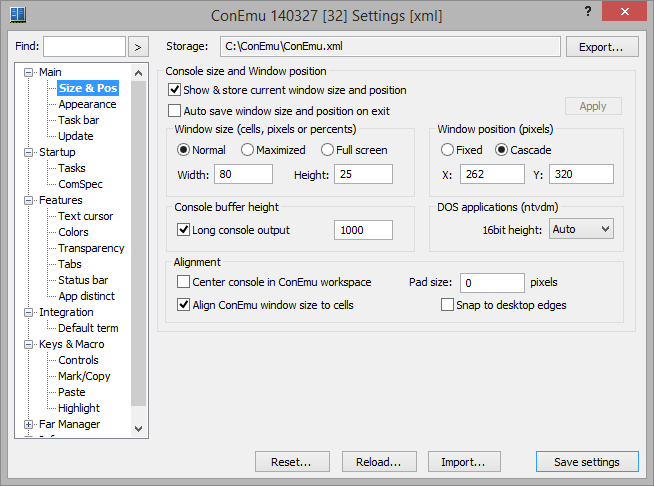 ConEmu 140327 [32] Settings [xml]
? x
Find: > Storage: C:\ConEmu\ConEmu.xml Export...
Main
Size & Pos
Appearance
Task bar
Update
Startup
Tasks
ComSpec
Features
Text cursor
Colors
Transparency
Tabs
Status bar
App distinct
Integration
Default term
Keys & Macro
Controls
Mark/Copy
Paste
Highlight
Far Manager
Console size and Window position
Show & store current window size and position
Auto save window size and position on exit
Apply
Window size (cells, pixels or percents)
Normal Maximized Full screen
Width: 80 Height: 25
Window position (pixels)
Fixed Cascade
X: 262 Y: 320
Console buffer height
Long console output 1000
DOS applications (ntvdm)
16bit height: Auto
Alignment
Center console in ConEmu workspace Pad size: 0 pixels
Align ConEmu window size to cells Snap to desktop edges
Reset... Reload... Import... Save settings